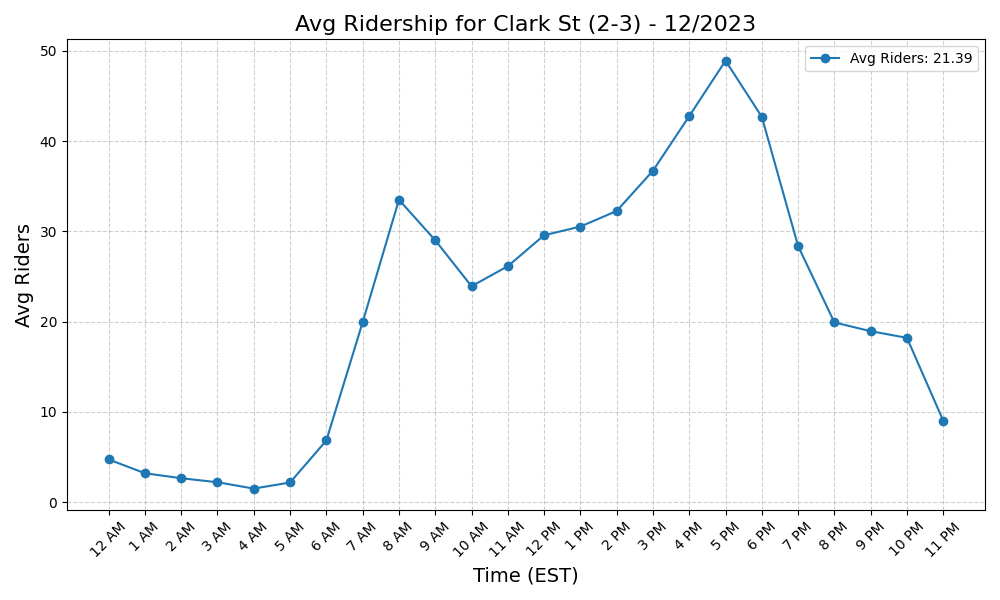 Avg Ridership for Clark St (2-3) - 12/2023
Avg Riders: 21.39
Avg Riders
50
40
30
20
10
0
12 AM
1 AM
2 AM
3 AM
4 AM
5 AM
6 AM
7 AM
8 AM
9 AM
10 AM
11 AM
12 PM
1 PM
2 PM
3 PM
4 PM
5 PM
6 PM
7 PM
8 PM
9 PM
10 PM
11 PM
Time (EST)